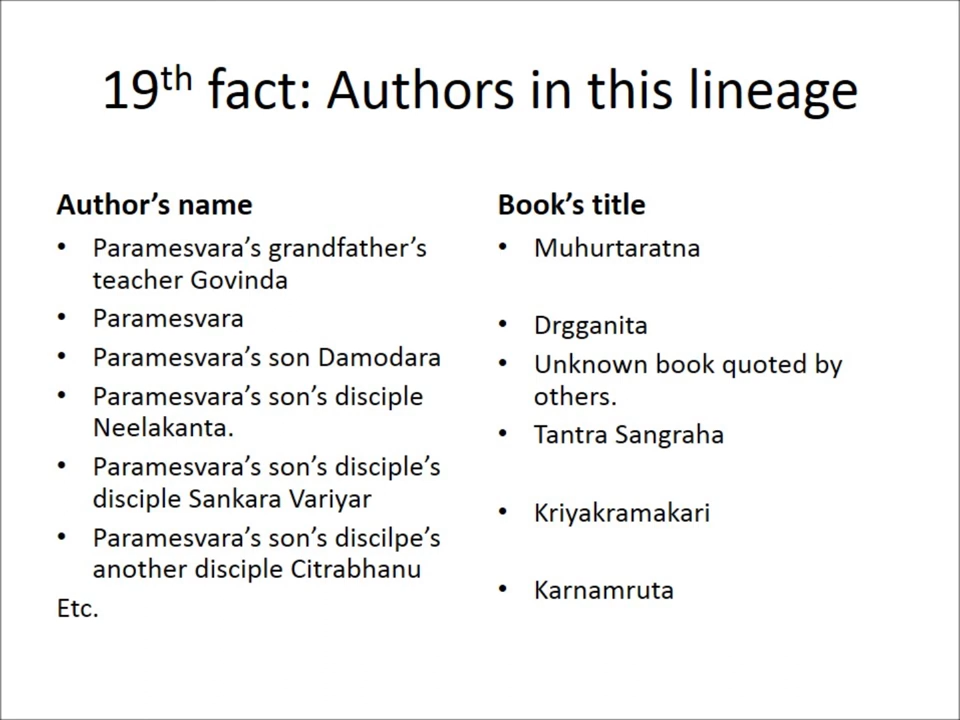 19th fact: Authors in this lineage
Author’s name
• Paramesvara’s grandfather’s
teacher Govinda
• Paramesvara
• Paramesvara’s son Damodara
• Paramesvara’s son’s disciple
Neelakanta.
• Paramesvara’s son’s disciple’s
disciple Sankara Variyar
• Paramesvara’s son’s discilpe’s
another disciple Citrabhanu
Etc.
Book’s title
• Muhurtaratna
• Drgganita
• Unknown book quoted by
others.
• Tantra Sangraha
• Kriyakramakari
• Karnamruta